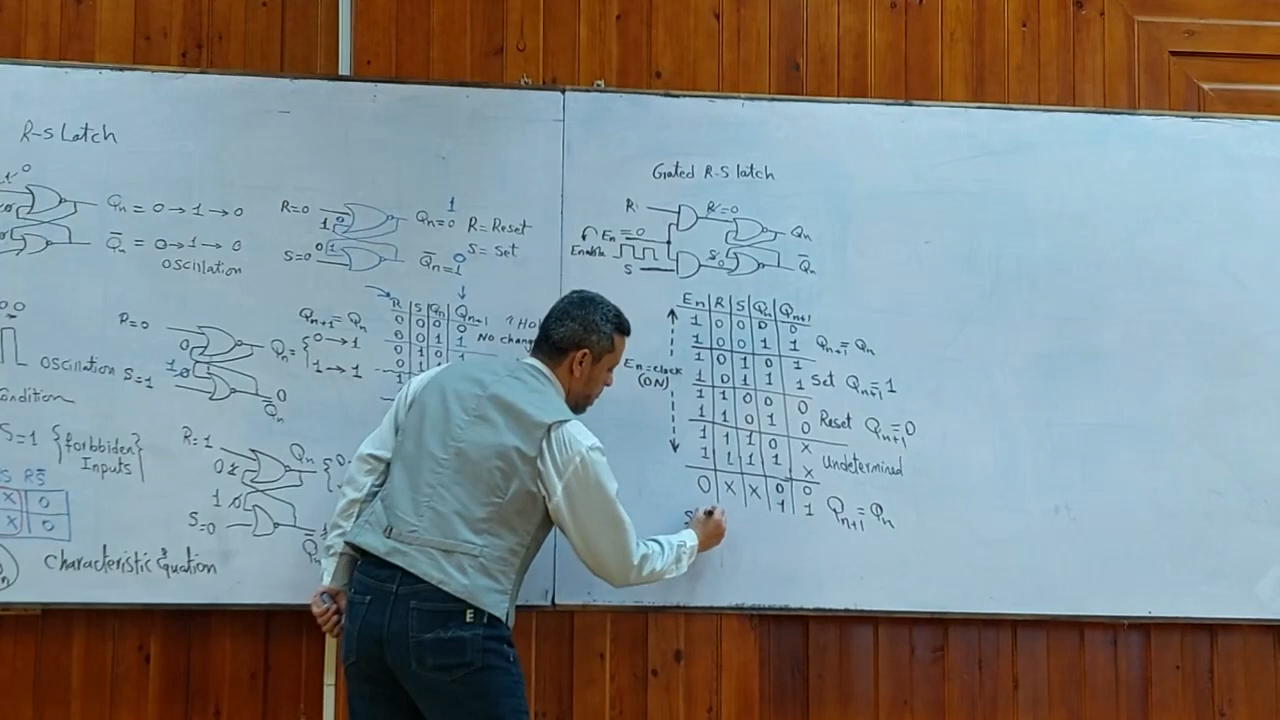 R-S Latch
Qn = 0→1→0
Q̄n = 0→1→0
Oscillation
R=0
S=0
Qn=0
1
Q̄n=1
0
R=Reset
S=Set
R S Qn Qn+1
0 0 0 0
0 0 1 1
No change
0 1 0
R=0
S=1
Qn = {0→1
1→1
Qn+1=Qn
0
Q̄n
oscillation
ondition
S=1 {forbbiden
Inputs}
RS̄
X 0
X 0
R=1
S=0
Qn
Q̄n
characteristic Equation
Gated R-S latch
R
En=0
Enable
S
R'=0
Qn
Q̄n
En R S Qn Qn+1
1 0 0 0 0
1 0 0 1 1 Qn+1=Qn
1 0 1 0 1
1 0 1 1 1 Set Qn+1=1
1 1 0 0 0
1 1 0 1 0 Reset Qn+1=0
1 1 1 0 X
1 1 1 1 X Undetermined
0 X X 0 0
1 1 Qn+1=Qn
En=clock
(ON)